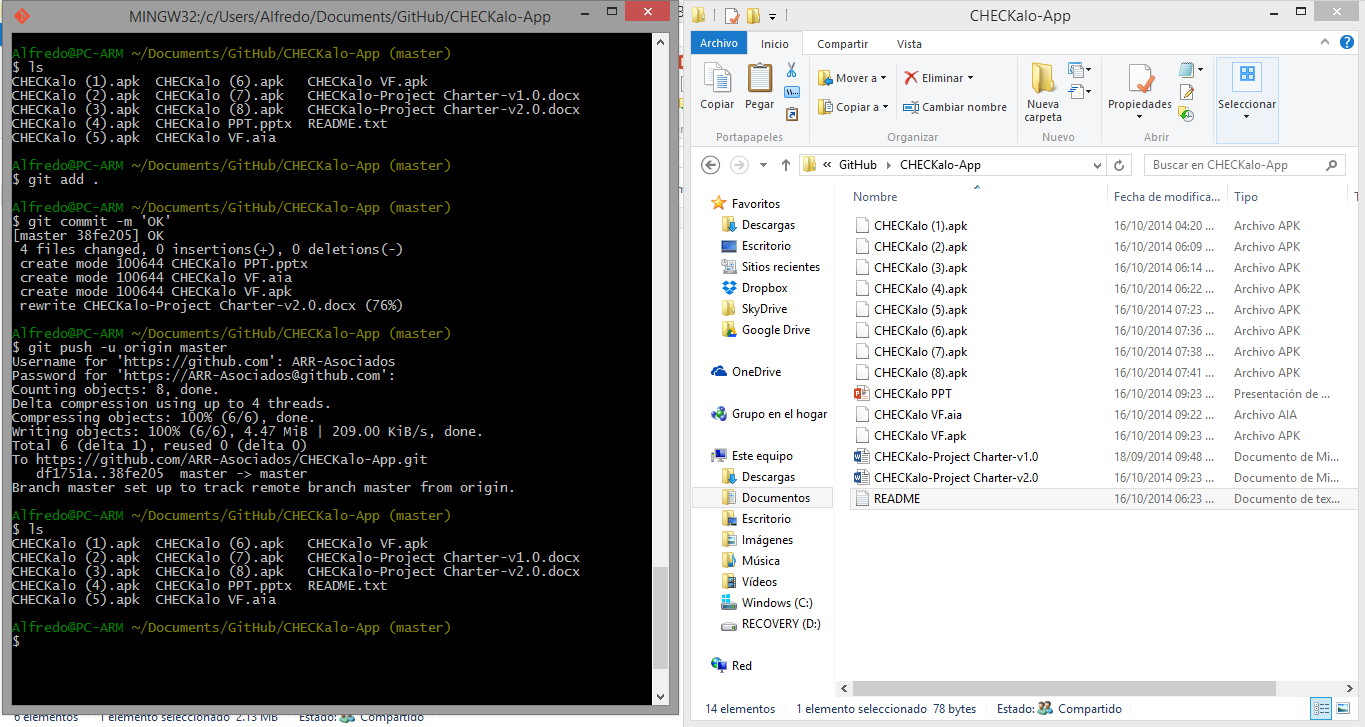 MINGW32:/c/Users/Alfredo/Documents/GitHub/CHECKalo-App
Alfredo@PC-ARM ~/Documents/GitHub/CHECKalo-App (master)
$ ls
CHECKalo (1).apk  CHECKalo (6).apk   CHECKalo VF.apk
CHECKalo (2).apk  CHECKalo (7).apk   CHECKalo-Project Charter-v1.0.docx
CHECKalo (3).apk  CHECKalo (8).apk   CHECKalo-Project Charter-v2.0.docx
CHECKalo (4).apk  CHECKalo PPT.pptx  README.txt
CHECKalo (5).apk  CHECKalo VF.aia
Alfredo@PC-ARM ~/Documents/GitHub/CHECKalo-App (master)
$ git add .
Alfredo@PC-ARM ~/Documents/GitHub/CHECKalo-App (master)
$ git commit -m 'OK'
[master 38fe205] OK
 4 files changed, 0 insertions(+), 0 deletions(-)
 create mode 100644 CHECKalo PPT.pptx
 create mode 100644 CHECKalo VF.aia
 create mode 100644 CHECKalo VF.apk
 rewrite CHECKalo-Project Charter-v2.0.docx (76%)
Alfredo@PC-ARM ~/Documents/GitHub/CHECKalo-App (master)
$ git push -u origin master
Username for 'https://github.com': ARR-Asociados
Password for 'https://ARR-Asociados@github.com':
Counting objects: 8, done.
Delta compression using up to 4 threads.
Compressing objects: 100% (6/6), done.
Writing objects: 100% (6/6), 4.47 MiB | 209.00 KiB/s, done.
Total 6 (delta 1), reused 0 (delta 0)
To https://github.com/ARR-Asociados/CHECKalo-App.git
   df1751a..38fe205  master -> master
Branch master set up to track remote branch master from origin.
Alfredo@PC-ARM ~/Documents/GitHub/CHECKalo-App (master)
$ ls
CHECKalo (1).apk  CHECKalo (6).apk   CHECKalo VF.apk
CHECKalo (2).apk  CHECKalo (7).apk   CHECKalo-Project Charter-v1.0.docx
CHECKalo (3).apk  CHECKalo (8).apk   CHECKalo-Project Charter-v2.0.docx
CHECKalo (4).apk  CHECKalo PPT.pptx  README.txt
CHECKalo (5).apk  CHECKalo VF.aia
Alfredo@PC-ARM ~/Documents/GitHub/CHECKalo-App (master)
$
6 elementos 1 elemento seleccionado 2.13 MB Estado: Compartido
CHECKalo-App
Archivo Inicio Compartir Vista
Copiar Pegar Mover a Copiar a Eliminar Cambiar nombre Nueva carpeta Propiedades Seleccionar
Portapapeles Organizar Nuevo Abrir
« GitHub CHECKalo-App Buscar en CHECKalo-App
Favoritos
Descargas
Escritorio
Sitios recientes
Dropbox
SkyDrive
Google Drive
OneDrive
Grupo en el hogar
Este equipo
Descargas
Documentos
Escritorio
Imágenes
Música
Vídeos
Windows (C:)
RECOVERY (D:)
Red
Nombre Fecha de modifica... Tipo
CHECKalo (1).apk 16/10/2014 04:20 ... Archivo APK
CHECKalo (2).apk 16/10/2014 06:09 ... Archivo APK
CHECKalo (3).apk 16/10/2014 06:14 ... Archivo APK
CHECKalo (4).apk 16/10/2014 06:22 ... Archivo APK
CHECKalo (5).apk 16/10/2014 07:23 ... Archivo APK
CHECKalo (6).apk 16/10/2014 07:36 ... Archivo APK
CHECKalo (7).apk 16/10/2014 07:38 ... Archivo APK
CHECKalo (8).apk 16/10/2014 07:41 ... Archivo APK
CHECKalo PPT 16/10/2014 09:23 ... Presentación de ...
CHECKalo VF.aia 16/10/2014 09:22 ... Archivo AIA
CHECKalo VF.apk 16/10/2014 09:23 ... Archivo APK
CHECKalo-Project Charter-v1.0 18/09/2014 09:48 ... Documento de Mi...
CHECKalo-Project Charter-v2.0 16/10/2014 09:23 ... Documento de Mi...
README 16/10/2014 06:23 ... Documento de tex...
14 elementos 1 elemento seleccionado 78 bytes Estado: Compartido